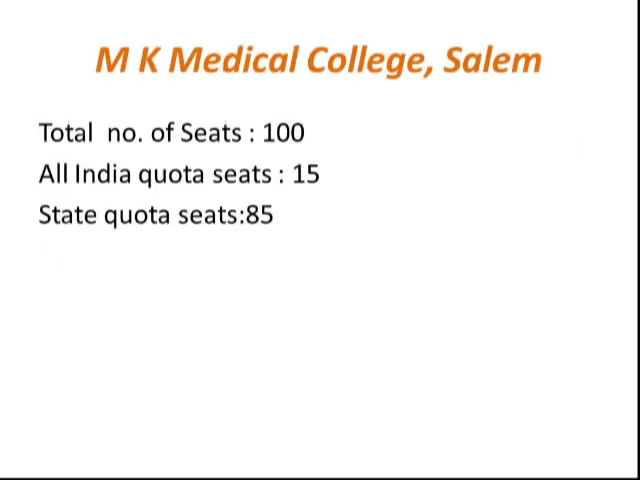 M K Medical College, Salem
Total no. of Seats : 100
All India quota seats : 15
State quota seats:85